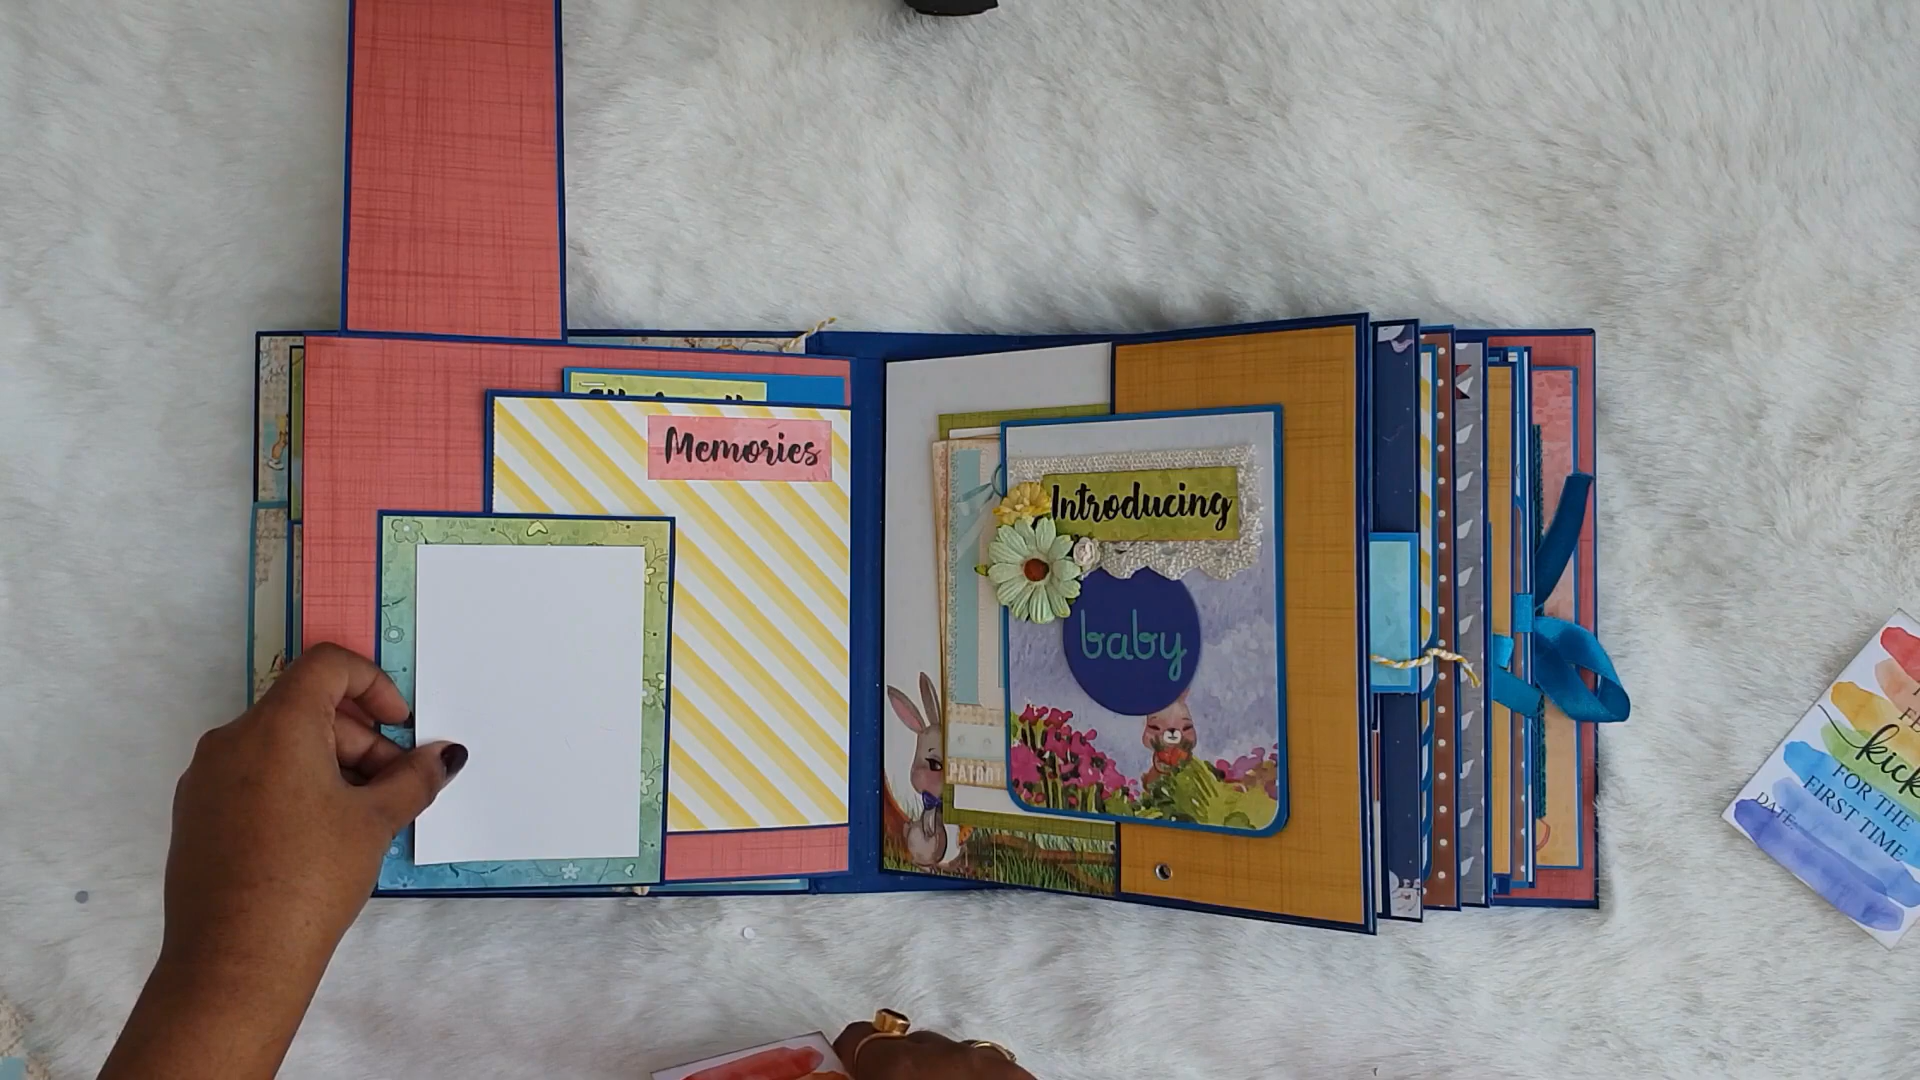 Memories
Introducing
baby
kick
FOR THE
FIRST TIME
DATE: